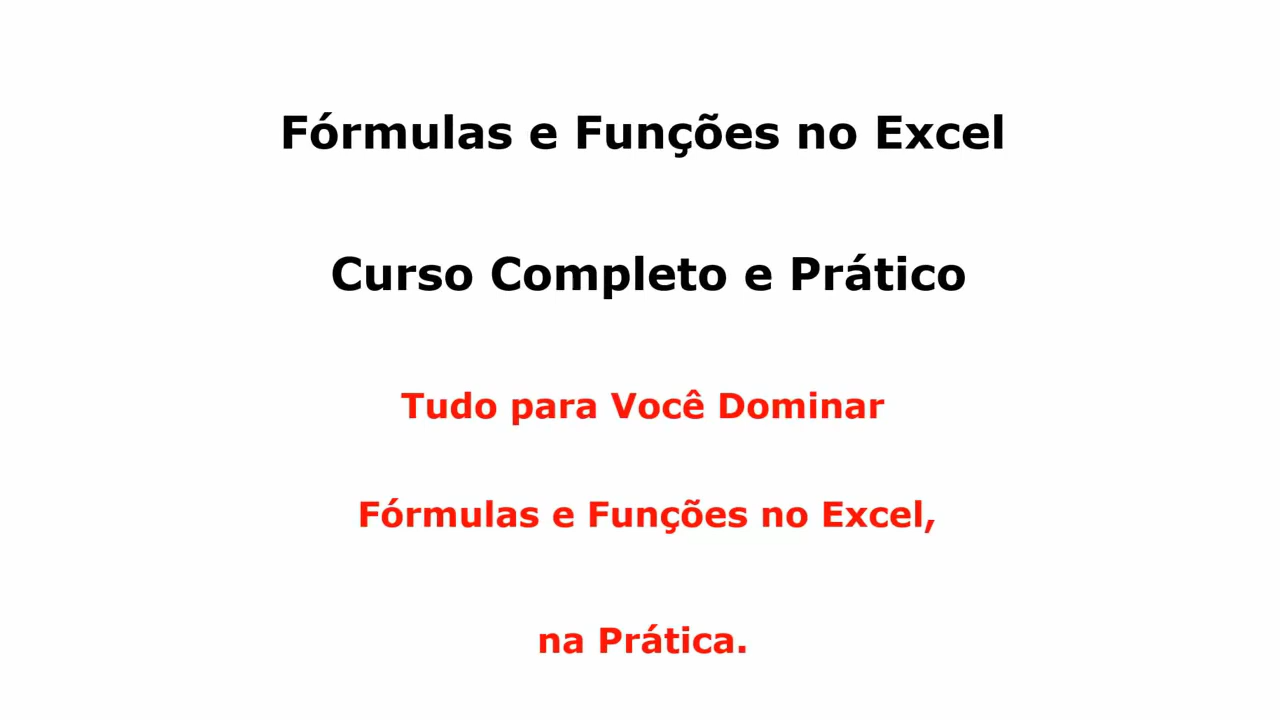 Fórmulas e Funções no Excel
Curso Completo e Prático
Tudo para Você Dominar
Fórmulas e Funções no Excel,
na Prática.